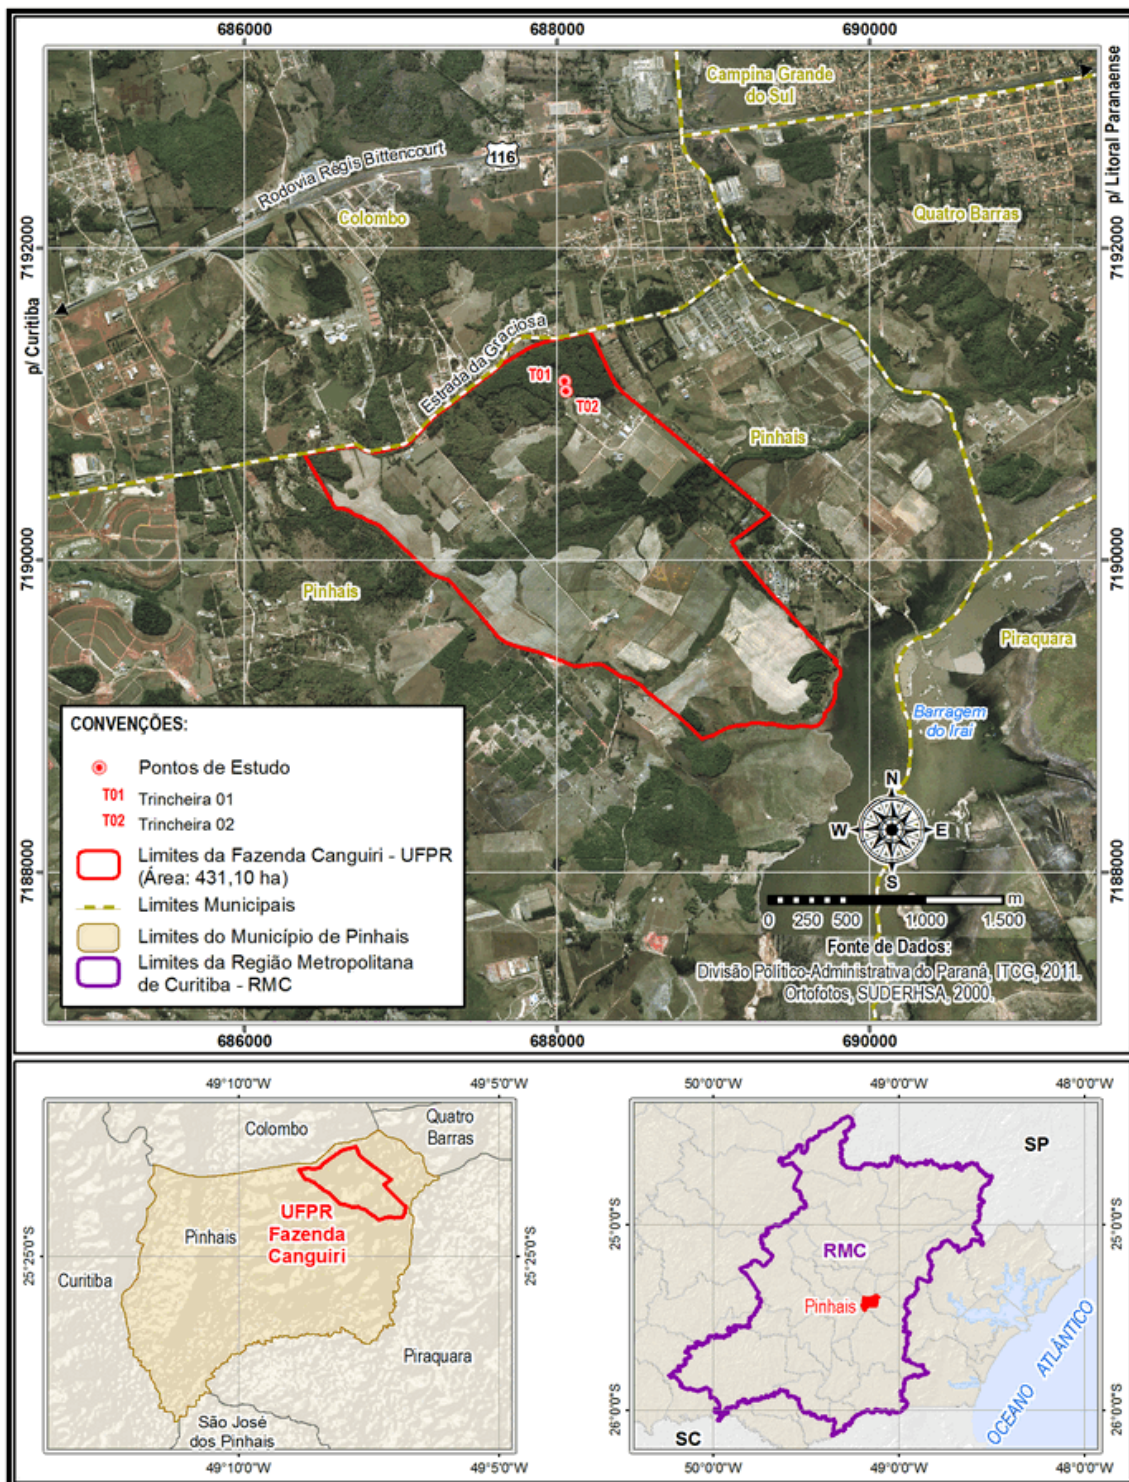 686000
688000
690000
Campina Grande
do Sul
p/ Litoral Paranaense
Rodovia Régis Bittencourt
116
Colombo
Quatro Barras
7192000
7192000
p/ Curitiba
Estrada da Graciosa
T01
T02
Pinhais
7190000
7190000
Pinhais
Piraquara
Barragem
do Iraí
CONVENÇÕES:
Pontos de Estudo
T01 Trincheira 01
T02 Trincheira 02
Limites da Fazenda Canguiri - UFPR
(Área: 431,10 ha)
Limites Municipais
Limites do Município de Pinhais
Limites da Região Metropolitana
de Curitiba - RMC
N
W
E
S
7188000
7188000
m
0 250 500 1.000 1.500
Fonte de Dados:
Divisão Político-Administrativa do Paraná, ITCG, 2011.
Ortofotos, SUDERHSA, 2000.
686000
688000
690000
49°10'0"W
49°5'0"W
Colombo
Quatro
Barras
UFPR
Fazenda
Canguiri
Pinhais
25°25'0"S
25°25'0"S
Curitiba
Piraquara
São José
dos Pinhais
49°10'0"W
49°5'0"W
50°0'0"W
49°0'0"W
48°0'0"W
SP
25°0'0"S
25°0'0"S
RMC
Pinhais
OCEANO ATLÂNTICO
26°0'0"S
26°0'0"S
SC
50°0'0"W
49°0'0"W
48°0'0"W